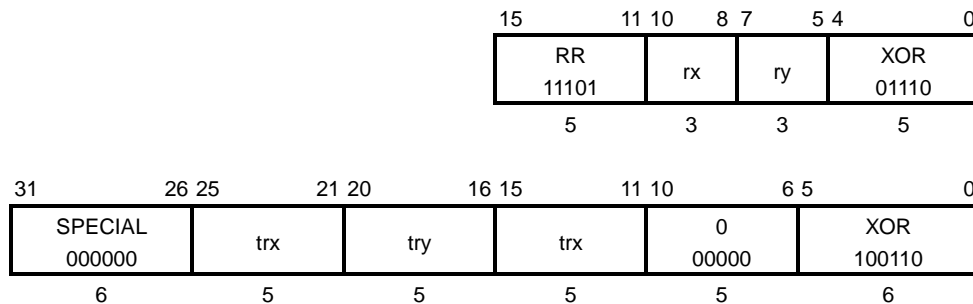 15 11 10 8 7 5 4 0
RR rx ry XOR
11101 01110
5 3 3 5
31 26 25 21 20 16 15 11 10 6 5 0
SPECIAL trx try trx 0 XOR
000000 00000 100110
6 5 5 5 5 6